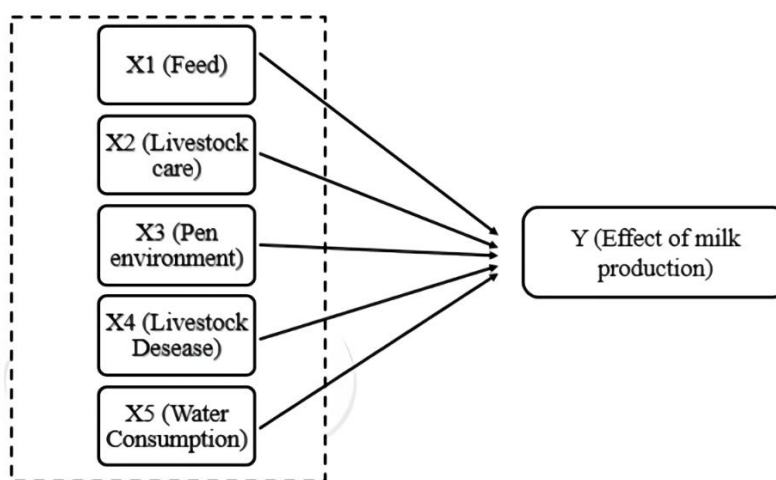 X1 (Feed)
X2 (Livestock
care)
X3 (Pen
environment)
X4 (Livestock
Desease)
X5 (Water
Consumption)
Y (Effect of milk
production)